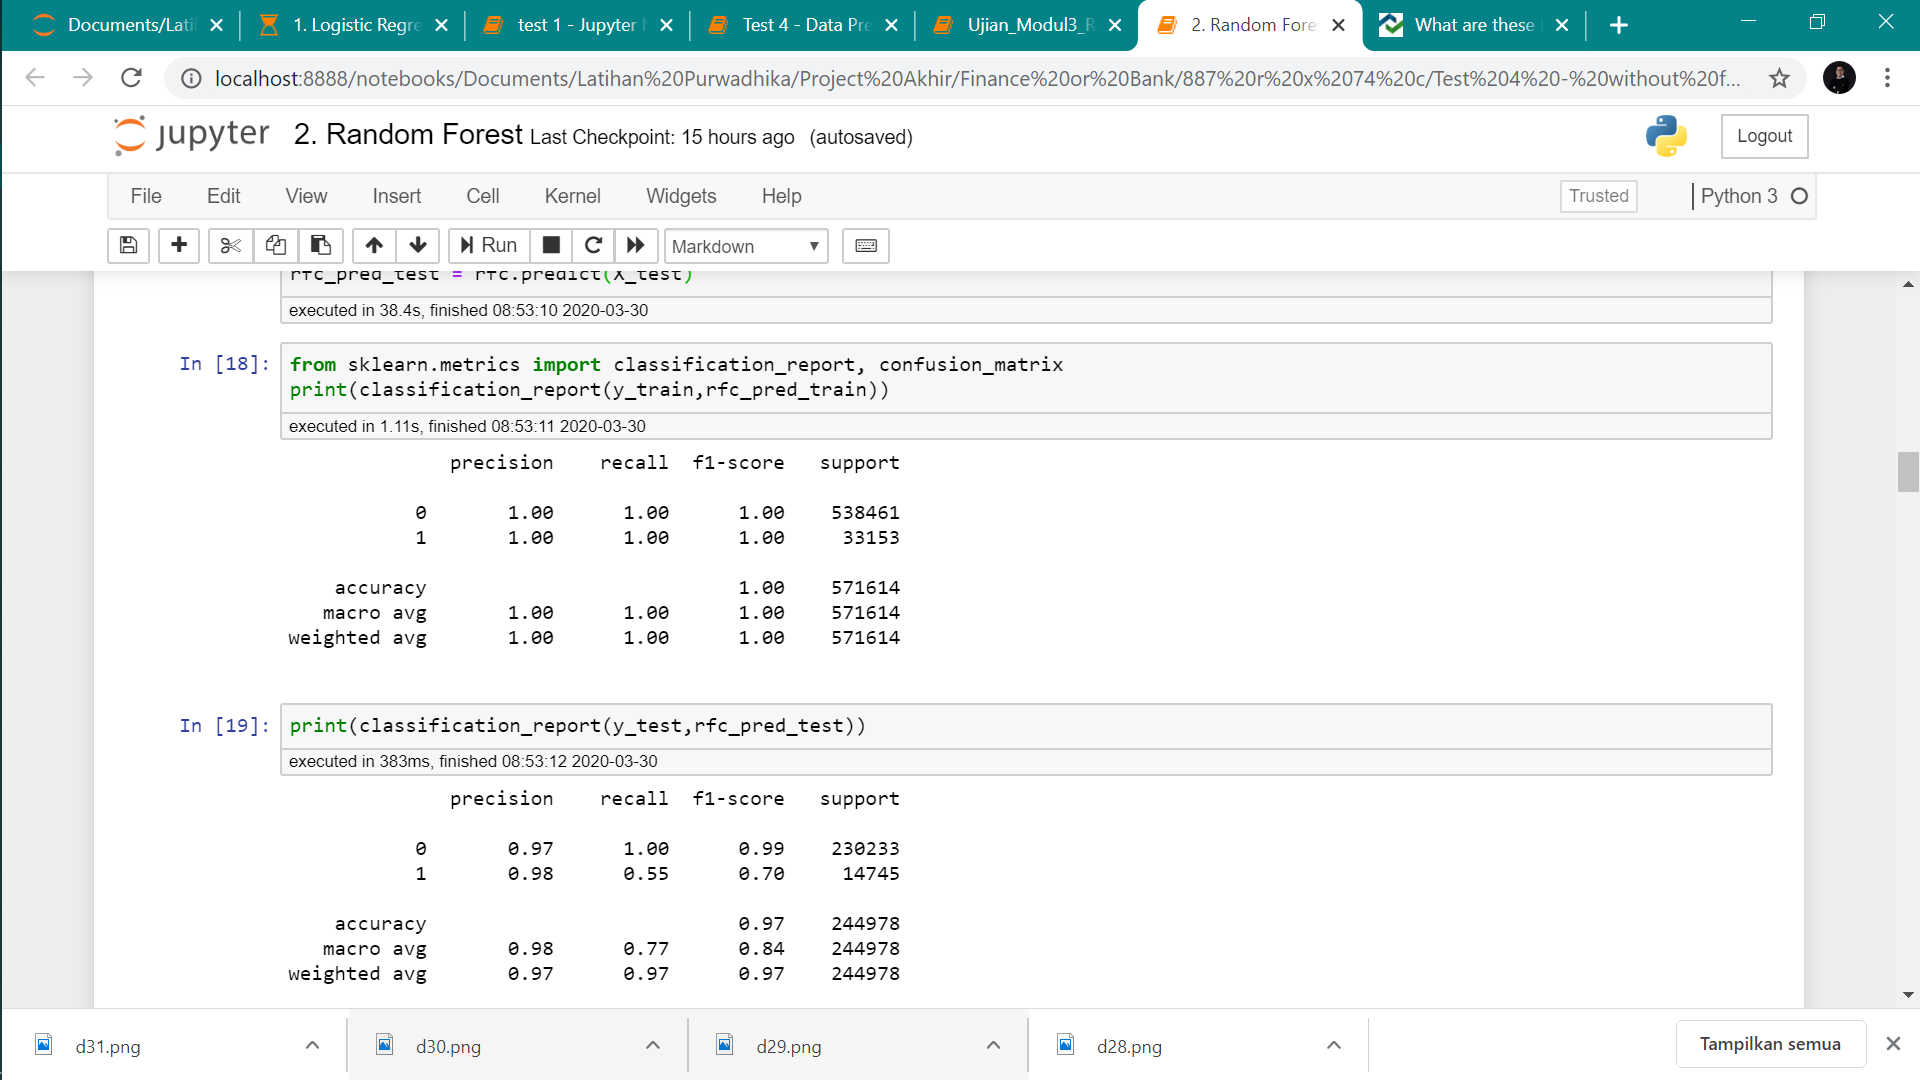 Documents/Lati
1. Logistic Regre
test 1 - Jupyter
Test 4 - Data Pre
Ujian_Modul3_R
2. Random Fore
What are these
localhost:8888/notebooks/Documents/Latihan%20Purwadhika/Project%20Akhir/Finance%20or%20Bank/887%20r%20x%2074%20c/Test%204%20-%20without%20f...
jupyter 2. Random Forest Last Checkpoint: 15 hours ago (autosaved)
Logout
File Edit View Insert Cell Kernel Widgets Help
Trusted
Python 3
Run
Markdown
rfc_pred_test = rfc.predict(X_test)
executed in 38.4s, finished 08:53:10 2020-03-30
In [18]: from sklearn.metrics import classification_report, confusion_matrix
print(classification_report(y_train,rfc_pred_train))
executed in 1.11s, finished 08:53:11 2020-03-30
precision recall f1-score support
0 1.00 1.00 1.00 538461
1 1.00 1.00 1.00 33153
accuracy 1.00 571614
macro avg 1.00 1.00 1.00 571614
weighted avg 1.00 1.00 1.00 571614
In [19]: print(classification_report(y_test,rfc_pred_test))
executed in 383ms, finished 08:53:12 2020-03-30
precision recall f1-score support
0 0.97 1.00 0.99 230233
1 0.98 0.55 0.70 14745
accuracy 0.97 244978
macro avg 0.98 0.77 0.84 244978
weighted avg 0.97 0.97 0.97 244978
d31.png
d30.png
d29.png
d28.png
Tampilkan semua